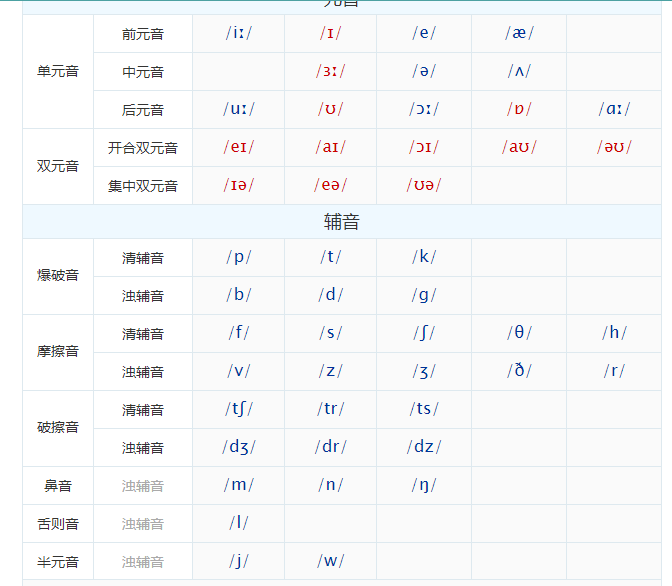 元音
单元音 前元音 /iː/ /ɪ/ /e/ /æ/
中元音 /ɜː/ /ə/ /ʌ/
后元音 /uː/ /ʊ/ /ɔː/ /ɒ/ /ɑː/
双元音 开合双元音 /eɪ/ /aɪ/ /ɔɪ/ /aʊ/ /əʊ/
集中双元音 /ɪə/ /eə/ /ʊə/
辅音
爆破音 清辅音 /p/ /t/ /k/
浊辅音 /b/ /d/ /g/
摩擦音 清辅音 /f/ /s/ /ʃ/ /θ/ /h/
浊辅音 /v/ /z/ /ʒ/ /ð/ /r/
破擦音 清辅音 /tʃ/ /tr/ /ts/
浊辅音 /dʒ/ /dr/ /dz/
鼻音 浊辅音 /m/ /n/ /ŋ/
舌则音 浊辅音 /l/
半元音 浊辅音 /j/ /w/